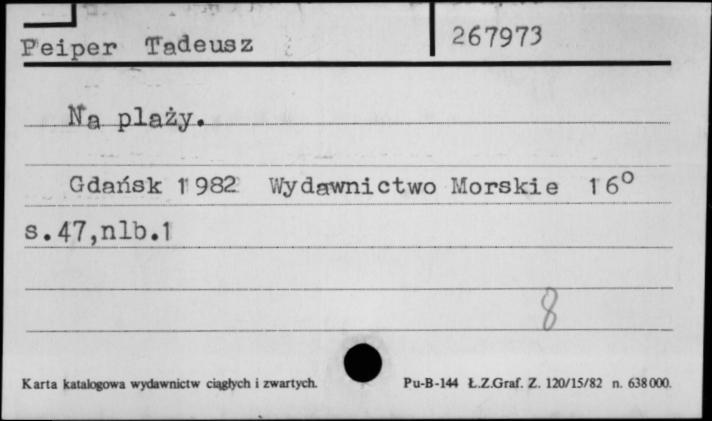 Peiper Tadeusz 267973
Na plaży.
Gdańsk 1982 Wydawnictwo Morskie 16°
s.47,nlb.1
8
Karta katalogowa wydawnictw ciągłych i zwartych. Pu-B-144 Ł.Z.Graf. Z. 120/15/82 n. 638000.